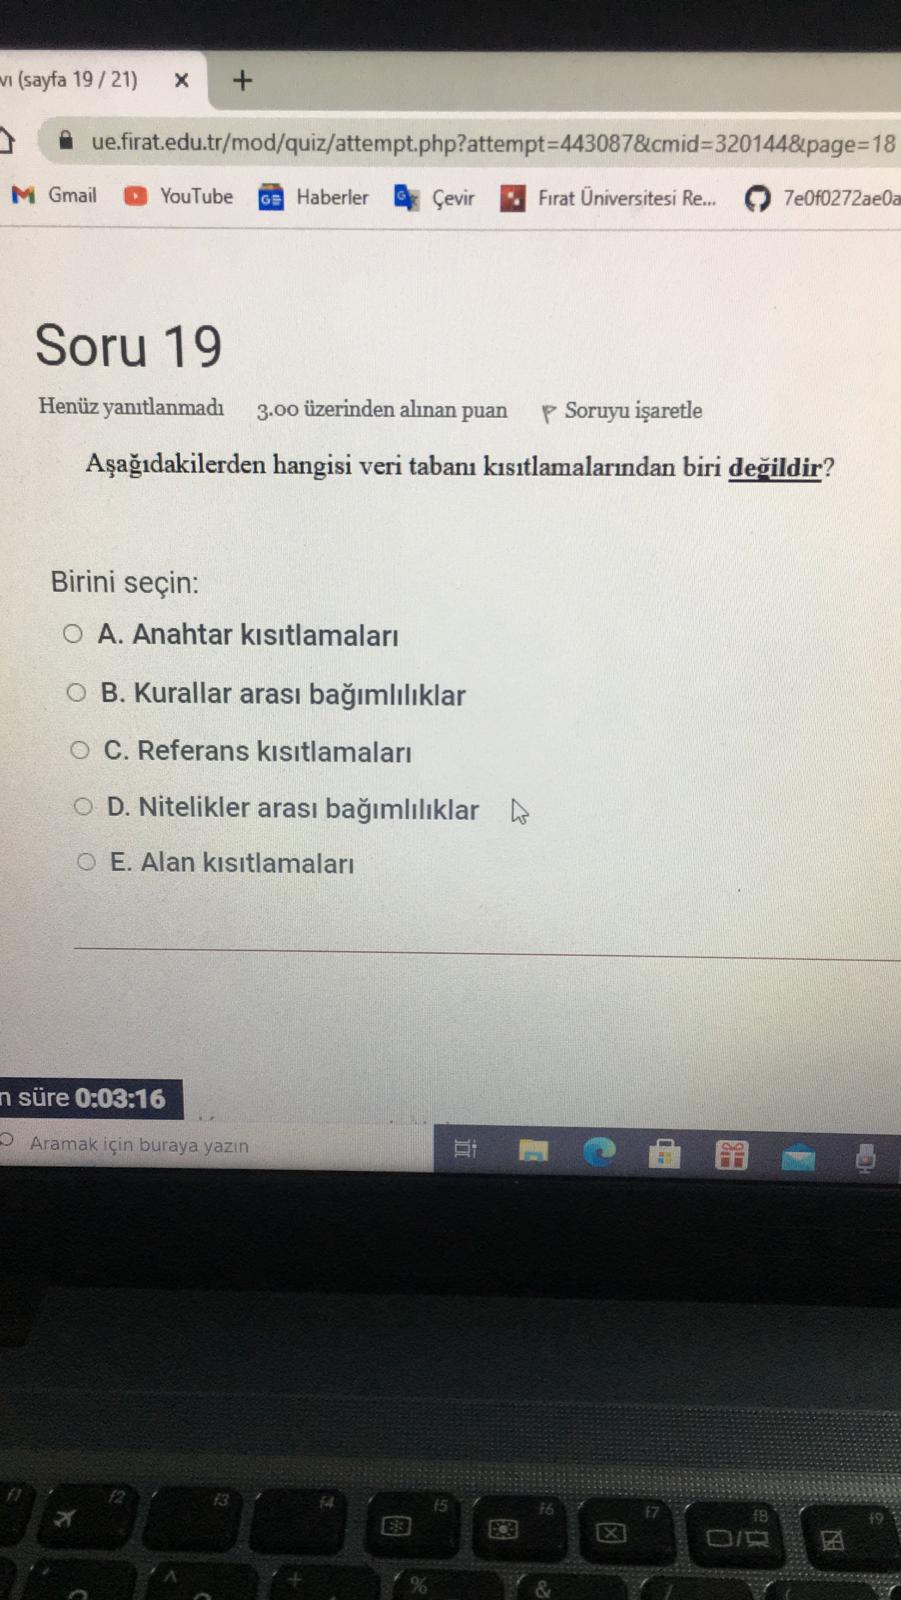 vı (sayfa 19 / 21) × +
ue.firat.edu.tr/mod/quiz/attempt.php?attempt=443087&cmid=320144&page=18
Gmail YouTube GE Haberler Çevir Fırat Üniversitesi Re... 7e0f0272ae0a
Soru 19
Henüz yanıtlanmadı 3.00 üzerinden alınan puan Soruyu işaretle
Aşağıdakilerden hangisi veri tabanı kısıtlamalarından biri değildir?
Birini seçin:
A. Anahtar kısıtlamaları
B. Kurallar arası bağımlılıklar
C. Referans kısıtlamaları
D. Nitelikler arası bağımlılıklar
E. Alan kısıtlamaları
n süre 0:03:16
Aramak için buraya yazın
f1 f2 f3 f4 f5 f6 f7 f8 f9
^ + % & /